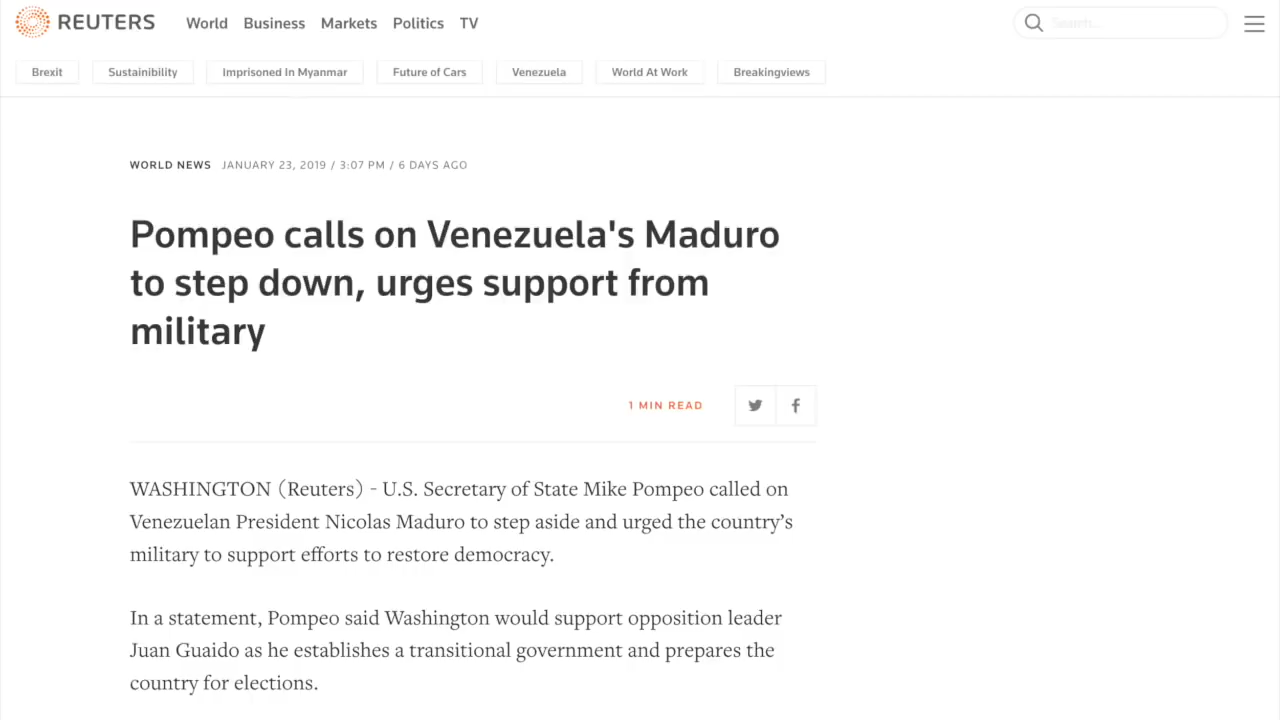 REUTERS World Business Markets Politics TV Search...
Brexit Sustainibility Imprisoned In Myanmar Future of Cars Venezuela World At Work Breakingviews
WORLD NEWS JANUARY 23, 2019 / 3:07 PM / 6 DAYS AGO
Pompeo calls on Venezuela's Maduro
to step down, urges support from
military
1 MIN READ
WASHINGTON (Reuters) - U.S. Secretary of State Mike Pompeo called on
Venezuelan President Nicolas Maduro to step aside and urged the country’s
military to support efforts to restore democracy.
In a statement, Pompeo said Washington would support opposition leader
Juan Guaido as he establishes a transitional government and prepares the
country for elections.